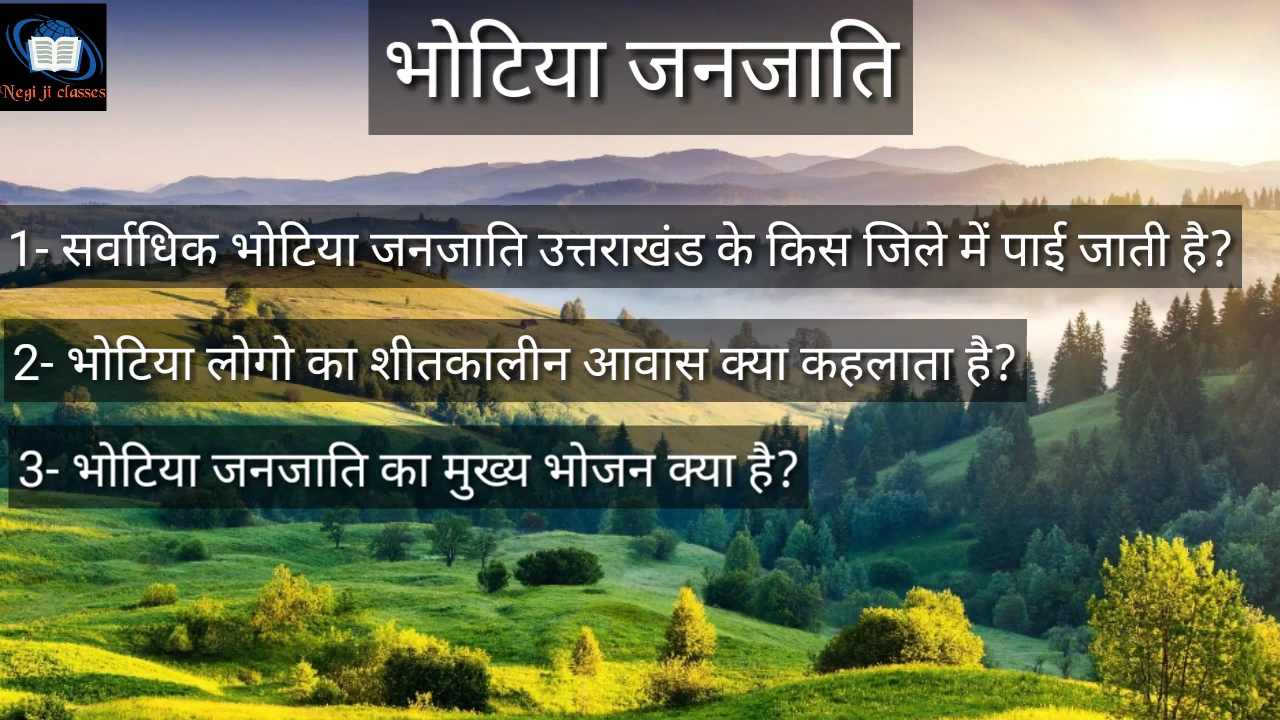 Negi ji classes
भोटिया जनजाति
1- सर्वाधिक भोटिया जनजाति उत्तराखंड के किस जिले में पाई जाती है?
2- भोटिया लोगो का शीतकालीन आवास क्या कहलाता है?
3- भोटिया जनजाति का मुख्य भोजन क्या है?